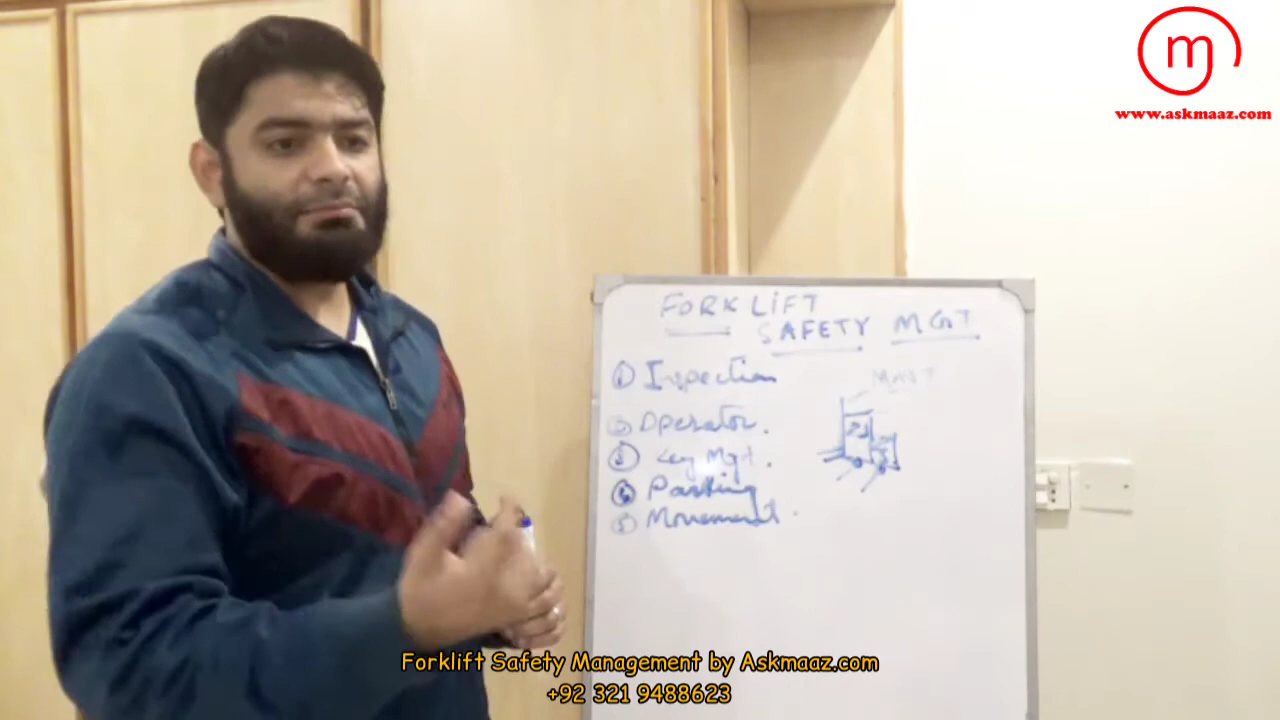 m
www.askmaaz.com
FORKLIFT
SAFETY MGT
① Inspection
② Operator.
③ Key Mgt.
④ Parking
⑤ Movement.
MAST
Forklift Safety Management by Askmaaz.com
+92 321 9488623